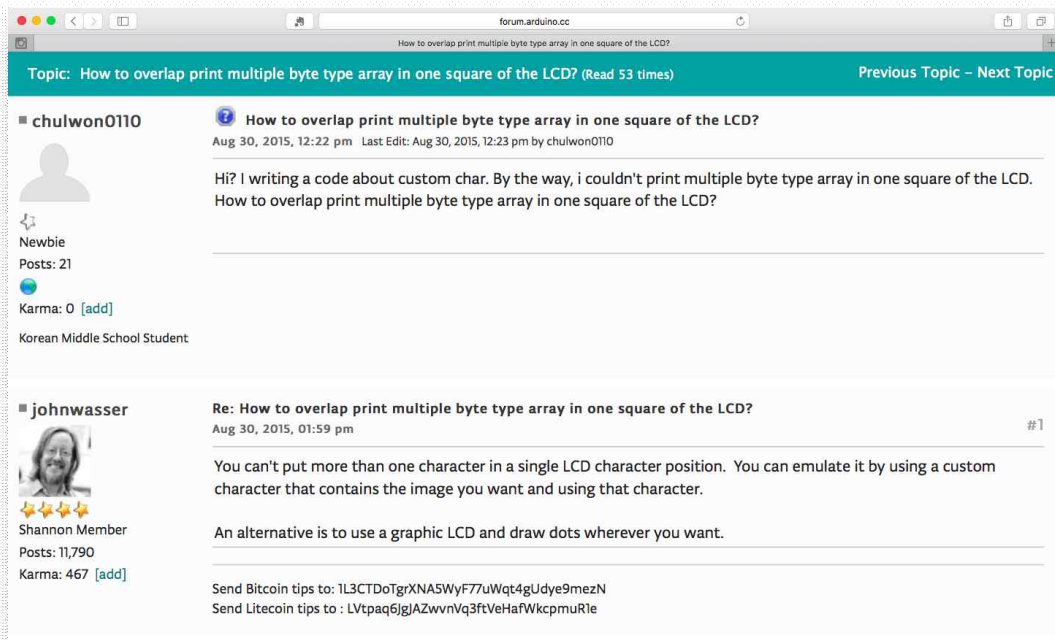 forum.arduino.cc
How to overlap print multiple byte type array in one square of the LCD?
Topic: How to overlap print multiple byte type array in one square of the LCD? (Read 53 times)
Previous Topic – Next Topic
chulwon0110
How to overlap print multiple byte type array in one square of the LCD?
Aug 30, 2015, 12:22 pm Last Edit: Aug 30, 2015, 12:23 pm by chulwon0110
Hi? I writing a code about custom char. By the way, i couldn't print multiple byte type array in one square of the LCD.
How to overlap print multiple byte type array in one square of the LCD?
Newbie
Posts: 21
Karma: 0 [add]
Korean Middle School Student
johnwasser
Re: How to overlap print multiple byte type array in one square of the LCD?
Aug 30, 2015, 01:59 pm
#1
You can't put more than one character in a single LCD character position. You can emulate it by using a custom
character that contains the image you want and using that character.
An alternative is to use a graphic LCD and draw dots wherever you want.
Shannon Member
Posts: 11,790
Karma: 467 [add]
Send Bitcoin tips to: 1L3CTDoTgrXNA5WyF77uWqt4gUdye9mezN
Send Litecoin tips to : LVtpaq6JgJAZwvnVq3ftVeHafWkcpmuR1e